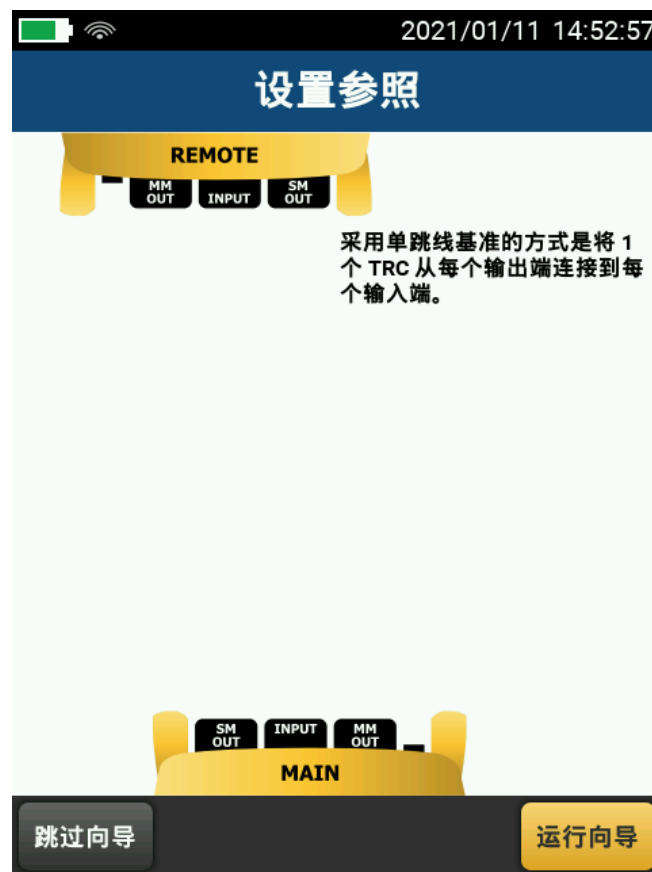 2021/01/11 14:52:57
设置参照
REMOTE
MM
OUT
INPUT
SM
OUT
采用单跳线基准的方式是将 1
个 TRC 从每个输出端连接到每
个输入端。
SM
OUT
INPUT
MM
OUT
MAIN
跳过向导
运行向导